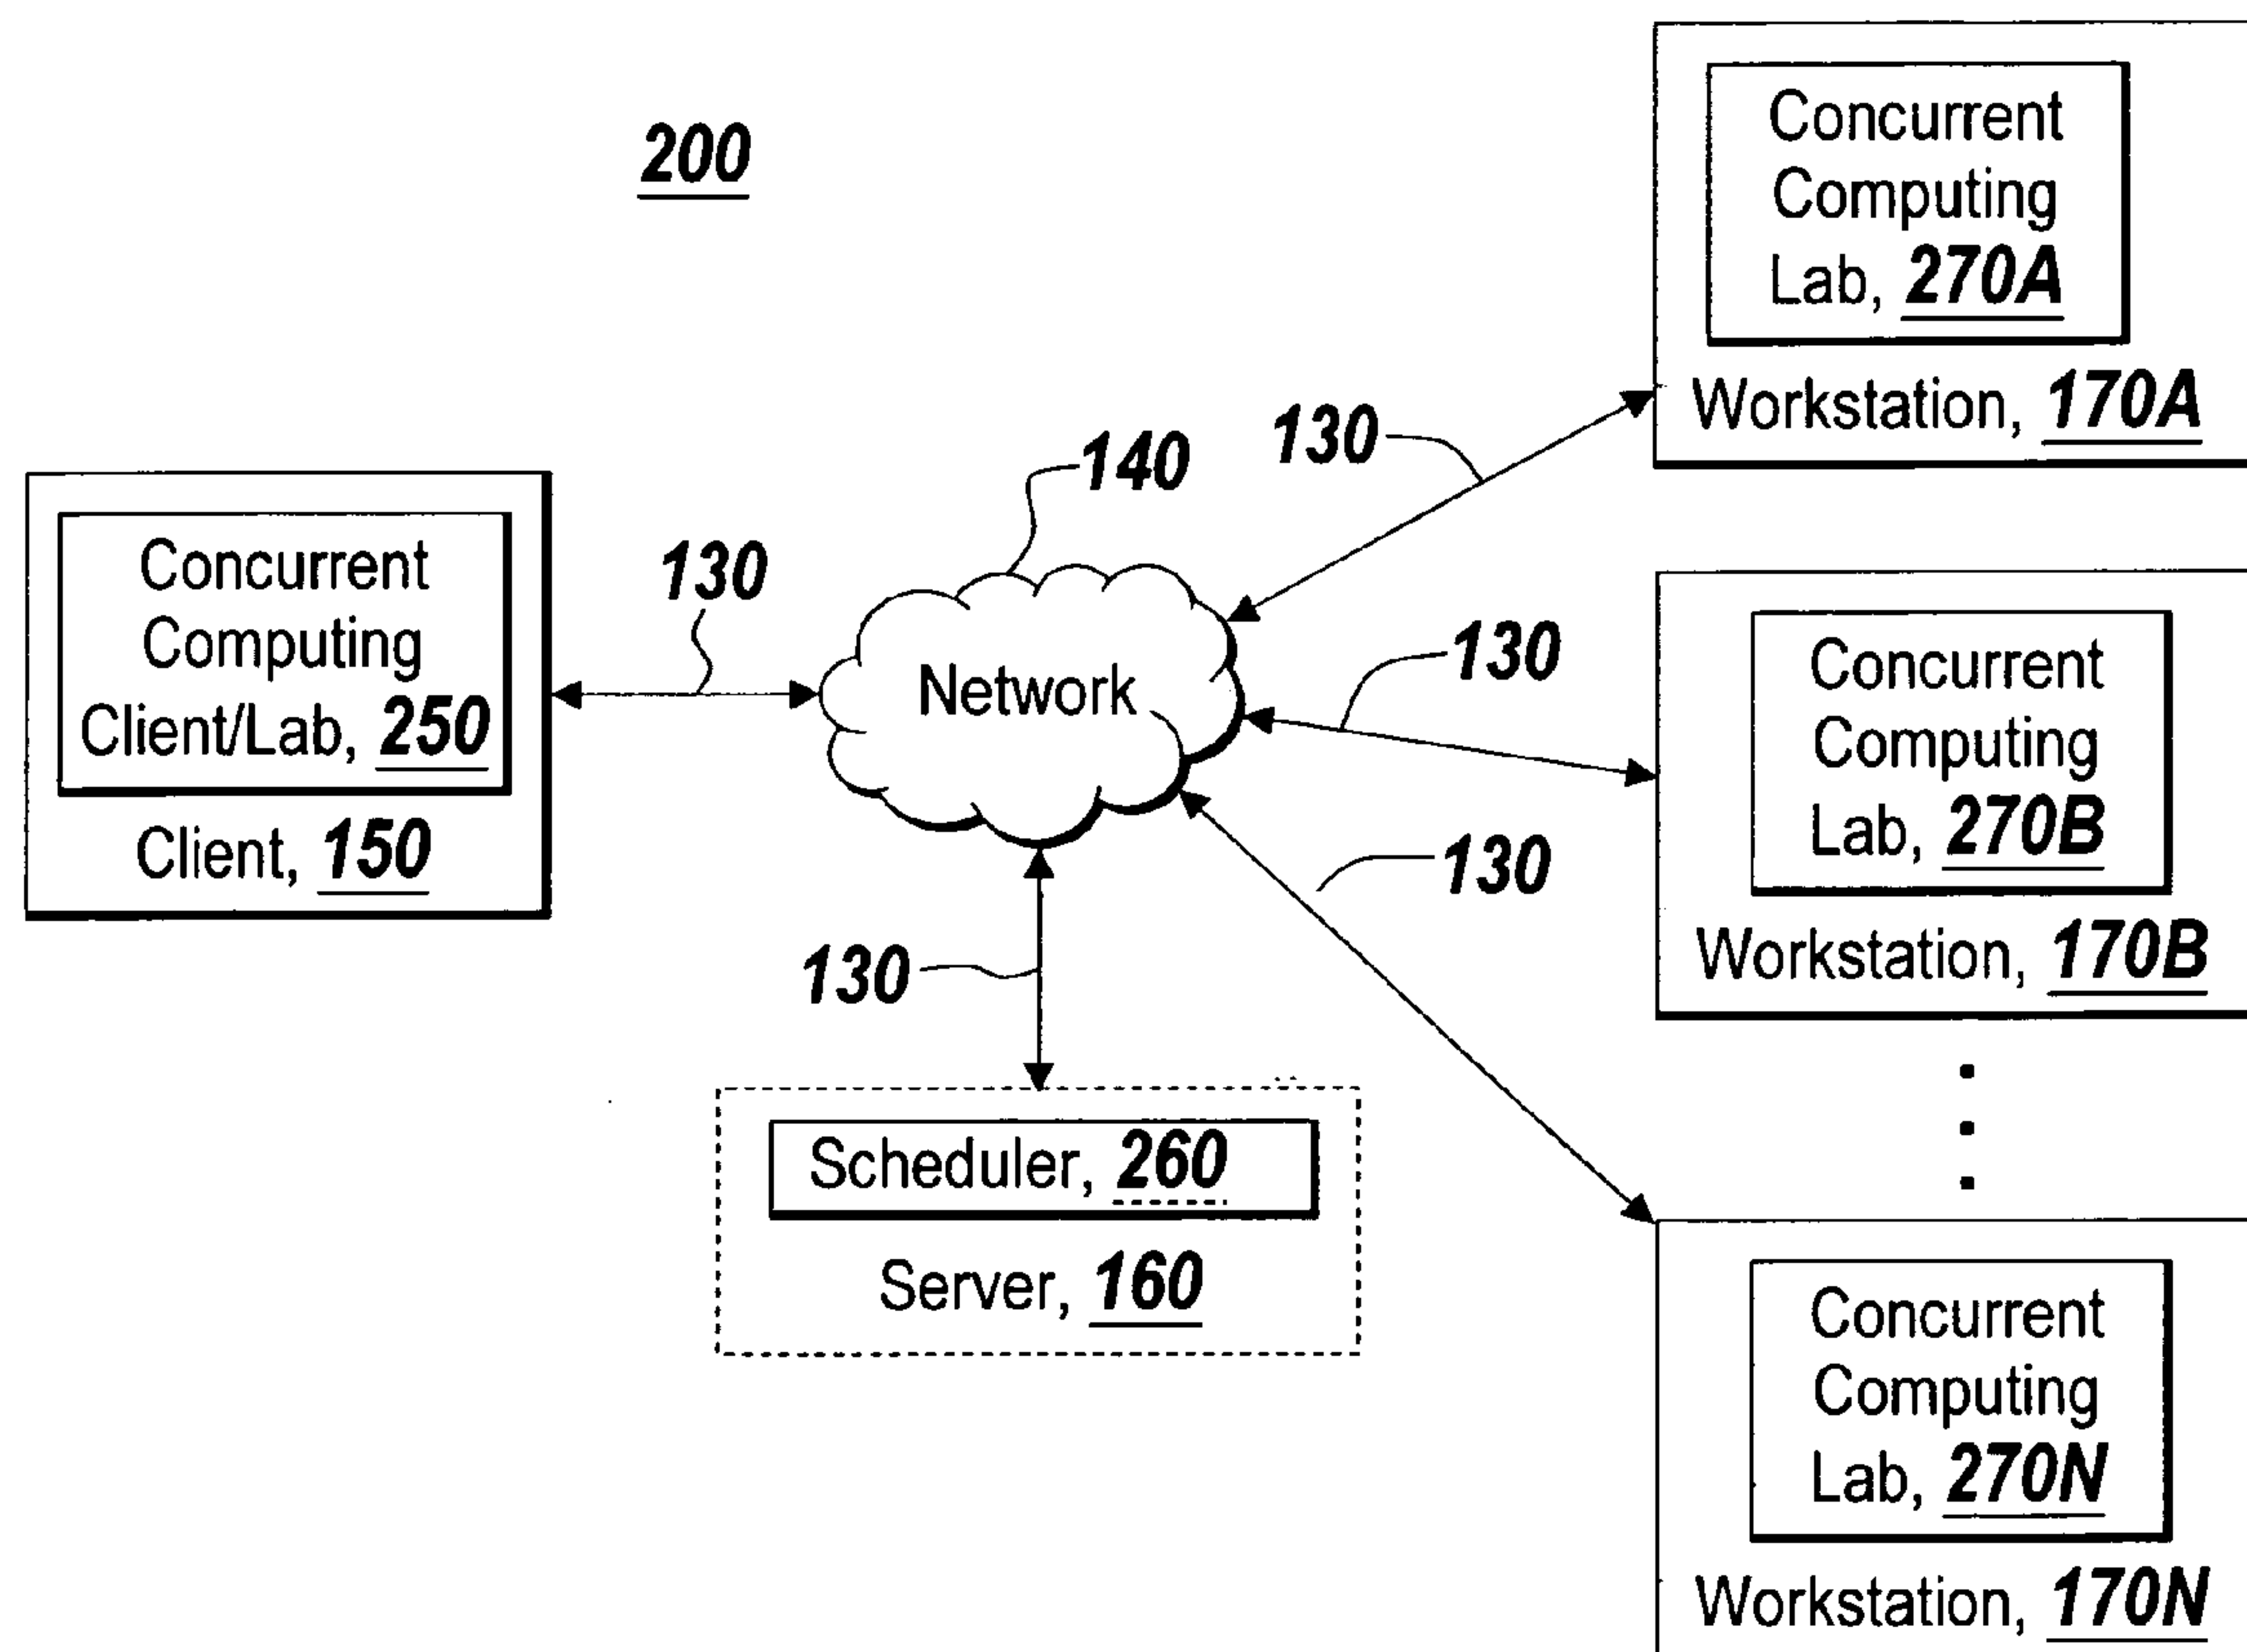 200
Concurrent
Computing
Lab, 270A
Workstation, 170A
130
140
Concurrent
Computing
Client/Lab, 250
Client, 150
130
Network
130
Concurrent
Computing
Lab, 270B
Workstation, 170B
130
130
Scheduler, 260
Server, 160
Concurrent
Computing
Lab, 270N
Workstation, 170N